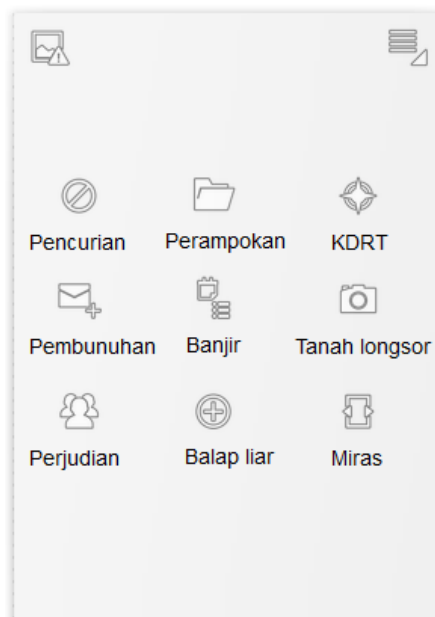 Pencurian Perampokan KDRT
Pembunuhan Banjir Tanah longsor
Perjudian Balap liar Miras